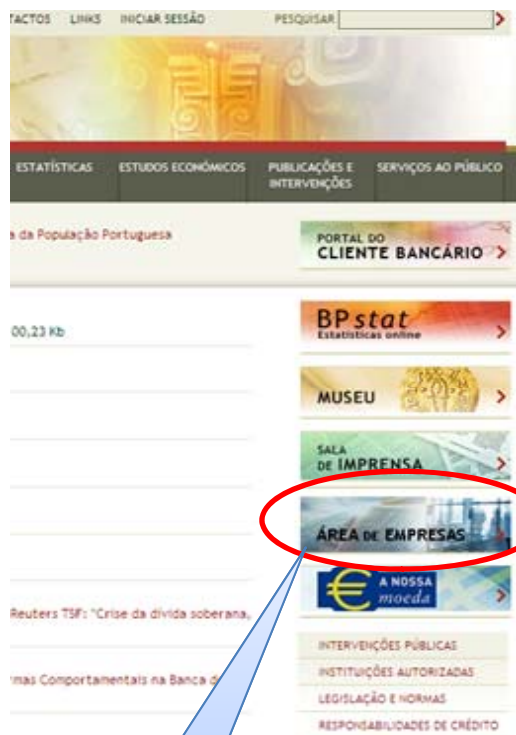 TACTOS LINKS INICIAR SESSÃO PESQUISAR
ESTATÍSTICAS ESTUDOS ECONÓMICOS PUBLICAÇÕES E INTERVENÇÕES SERVIÇOS AO PÚBLICO
a da População Portuguesa
PORTAL DO
CLIENTE BANCÁRIO
00,23 Kb
BPstat
Estatísticas online
MUSEU
SALA
DE IMPRENSA
ÁREA DE EMPRESAS
€ A NOSSA
moeda
Reuters TSF: "Crise da dívida soberana,
INTERVENÇÕES PÚBLICAS
INSTITUIÇÕES AUTORIZADAS
mas Comportamentais na Banca d
LEGISLAÇÃO E NORMAS
RESPONSABILIDADES DE CRÉDITO